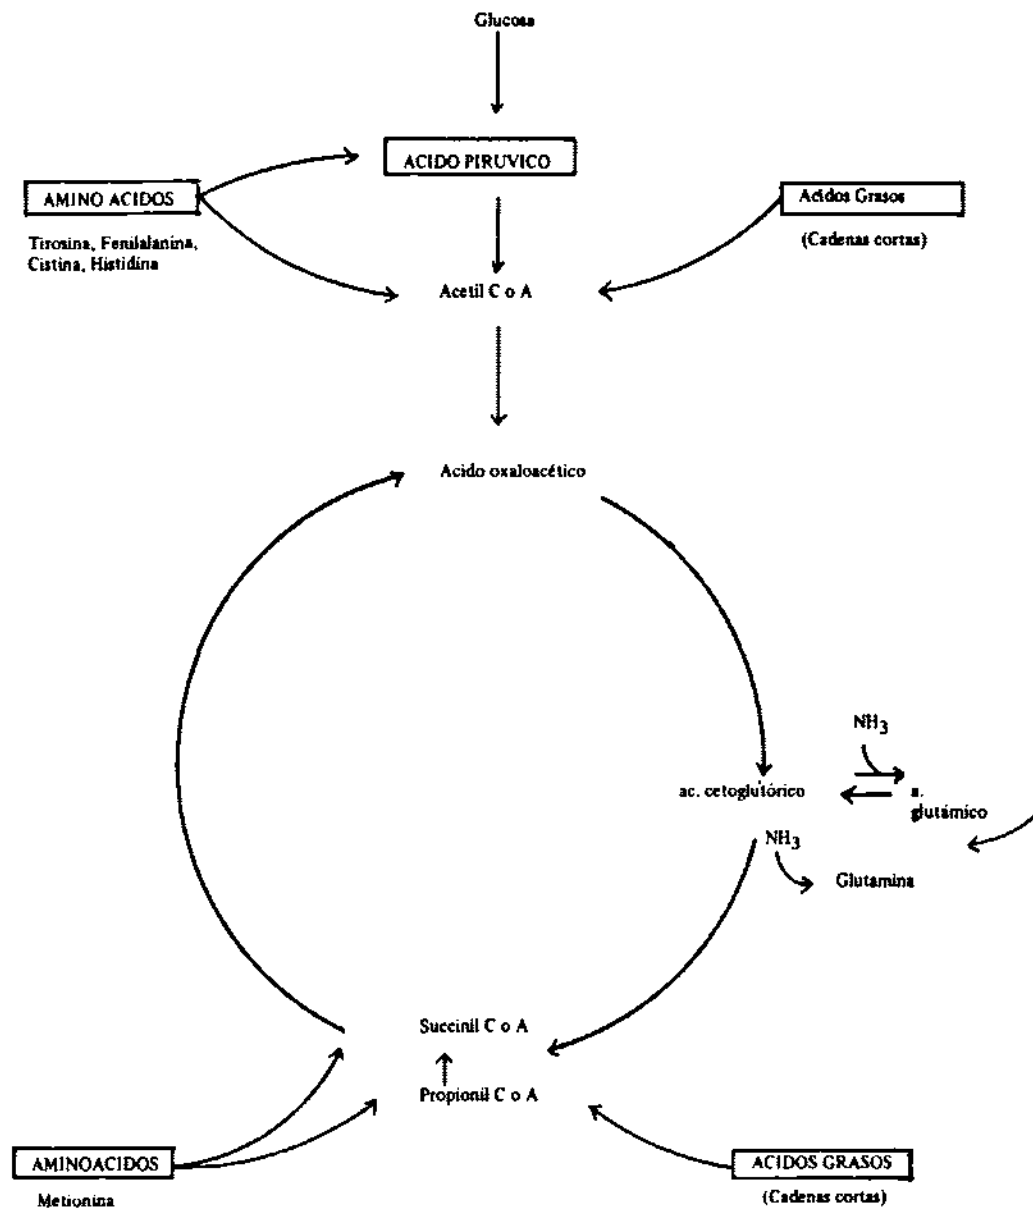 Glucosa
ACIDO PIRUVICO
AMINO ACIDOS
Tirosina, Fenilalanina,
Cistina, Histidina
Acidos Grasos
(Cadenas cortas)
Acetil C o A
Acido oxaloacético
NH3
ac. cetoglutórico
a.
glutámico
NH3
Glutamina
Succinil C o A
Propionil C o A
AMINOACIDOS
Metionina
ACIDOS GRASOS
(Cadenas cortas)